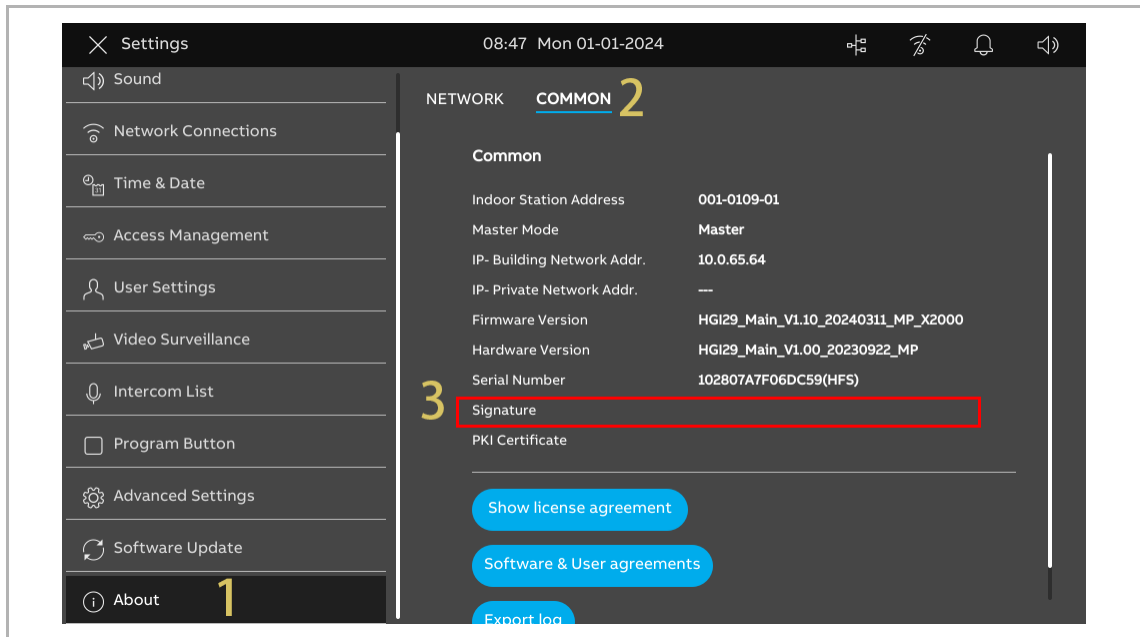 Settings
08:47 Mon 01-01-2024
Sound
Network Connections
Time & Date
Access Management
User Settings
Video Surveillance
Intercom List
Program Button
Advanced Settings
Software Update
About
1
NETWORK COMMON 2
Common
Indoor Station Address 001-0109-01
Master Mode Master
IP- Building Network Addr. 10.0.65.64
IP- Private Network Addr. ---
Firmware Version HGI29_Main_V1.10_20240311_MP_X2000
Hardware Version HGI29_Main_V1.00_20230922_MP
Serial Number 102807A7F06DC59(HFS)
3 Signature
PKI Certificate
Show license agreement
Software & User agreements
Export log